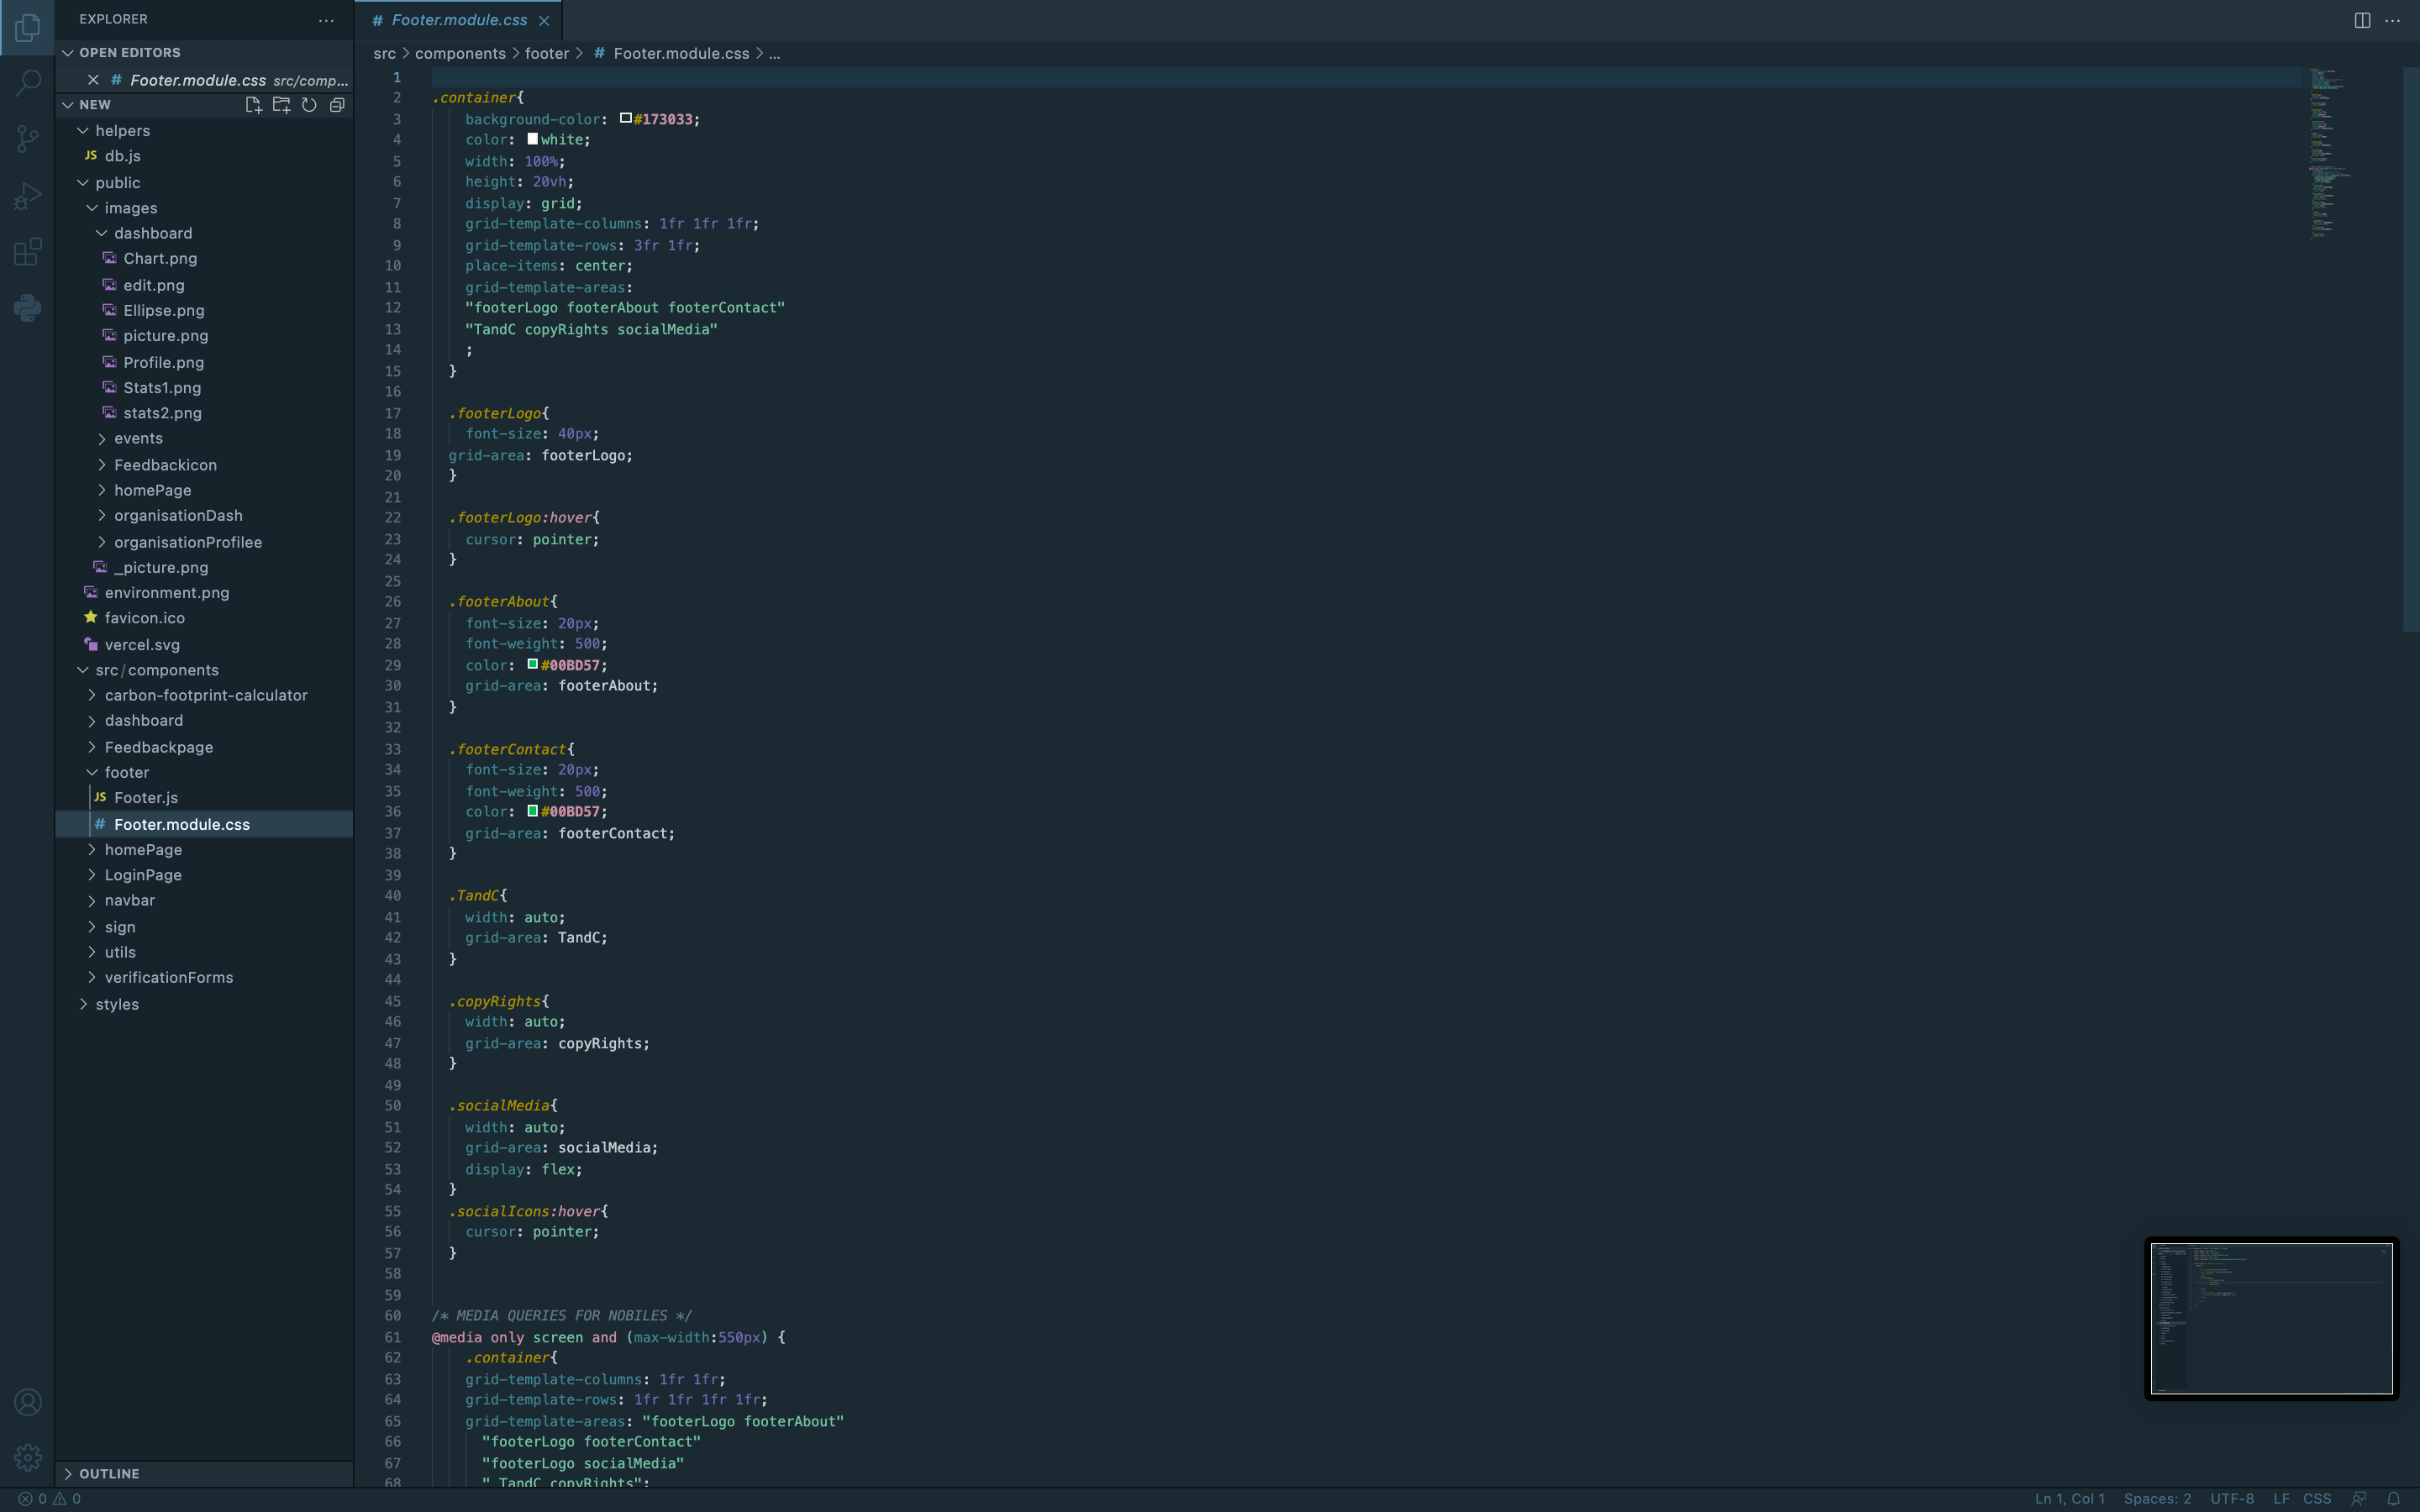 EXPLORER
OPEN EDITORS
# Footer.module.css src/comp...
NEW
helpers
JS db.js
public
images
dashboard
Chart.png
edit.png
Ellipse.png
picture.png
Profile.png
Stats1.png
stats2.png
events
Feedbackicon
homePage
organisationDash
organisationProfilee
_picture.png
environment.png
favicon.ico
vercel.svg
src/components
carbon-footprint-calculator
dashboard
Feedbackpage
footer
JS Footer.js
# Footer.module.css
homePage
LoginPage
navbar
sign
utils
verificationForms
styles
OUTLINE
# Footer.module.css
src > components > footer > # Footer.module.css > ...
1
2 .container{
3 background-color: #173033;
4 color: white;
5 width: 100%;
6 height: 20vh;
7 display: grid;
8 grid-template-columns: 1fr 1fr 1fr;
9 grid-template-rows: 3fr 1fr;
10 place-items: center;
11 grid-template-areas:
12 "footerLogo footerAbout footerContact"
13 "TandC copyRights socialMedia"
14 ;
15 }
16
17 .footerLogo{
18 font-size: 40px;
19 grid-area: footerLogo;
20 }
21
22 .footerLogo:hover{
23 cursor: pointer;
24 }
25
26 .footerAbout{
27 font-size: 20px;
28 font-weight: 500;
29 color: #00BD57;
30 grid-area: footerAbout;
31 }
32
33 .footerContact{
34 font-size: 20px;
35 font-weight: 500;
36 color: #00BD57;
37 grid-area: footerContact;
38 }
39
40 .TandC{
41 width: auto;
42 grid-area: TandC;
43 }
44
45 .copyRights{
46 width: auto;
47 grid-area: copyRights;
48 }
49
50 .socialMedia{
51 width: auto;
52 grid-area: socialMedia;
53 display: flex;
54 }
55 .socialIcons:hover{
56 cursor: pointer;
57 }
58
59
60 /* MEDIA QUERIES FOR NOBILES */
61 @media only screen and (max-width:550px) {
62 .container{
63 grid-template-columns: 1fr 1fr;
64 grid-template-rows: 1fr 1fr 1fr 1fr;
65 grid-template-areas: "footerLogo footerAbout"
66 "footerLogo footerContact"
67 "footerLogo socialMedia"
68 " TandC copyRights";
0 0
Ln 1, Col 1 Spaces: 2 UTF-8 LF CSS